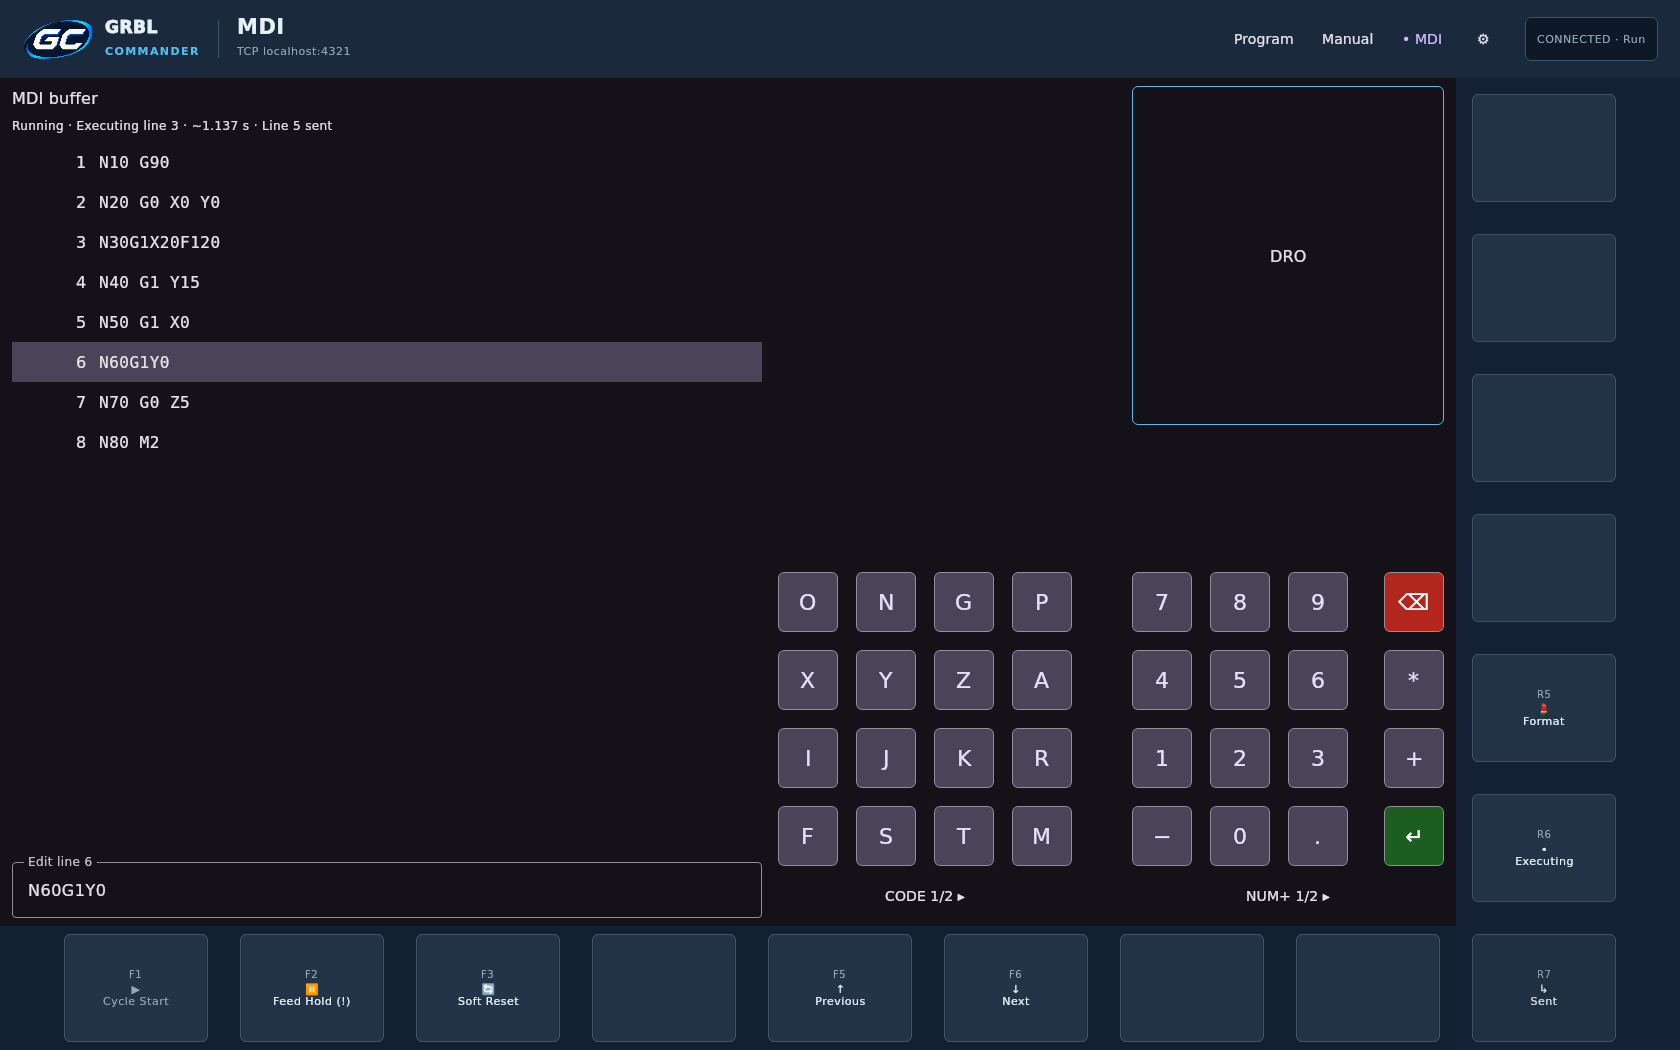 GC
GRBL
COMMANDER
MDI
TCP localhost:4321
Program
Manual
• MDI
⚙
CONNECTED · Run
MDI buffer
Running · Executing line 3 · ~1.137 s · Line 5 sent
1 N10 G90
2 N20 G0 X0 Y0
3 N30G1X20F120
4 N40 G1 Y15
5 N50 G1 X0
6 N60G1Y0
7 N70 G0 Z5
8 N80 M2
Edit line 6
N60G1Y0
DRO
O N G P
X Y Z A
I J K R
F S T M
CODE 1/2 ▸
7 8 9 ⌫
4 5 6 *
1 2 3 +
− 0 . ↵
NUM+ 1/2 ▸
R5
Format
R6
•
Executing
R7
↳
Sent
F1
▶
Cycle Start
F2
⏸
Feed Hold (!)
F3
🔄
Soft Reset
F5
↑
Previous
F6
↓
Next